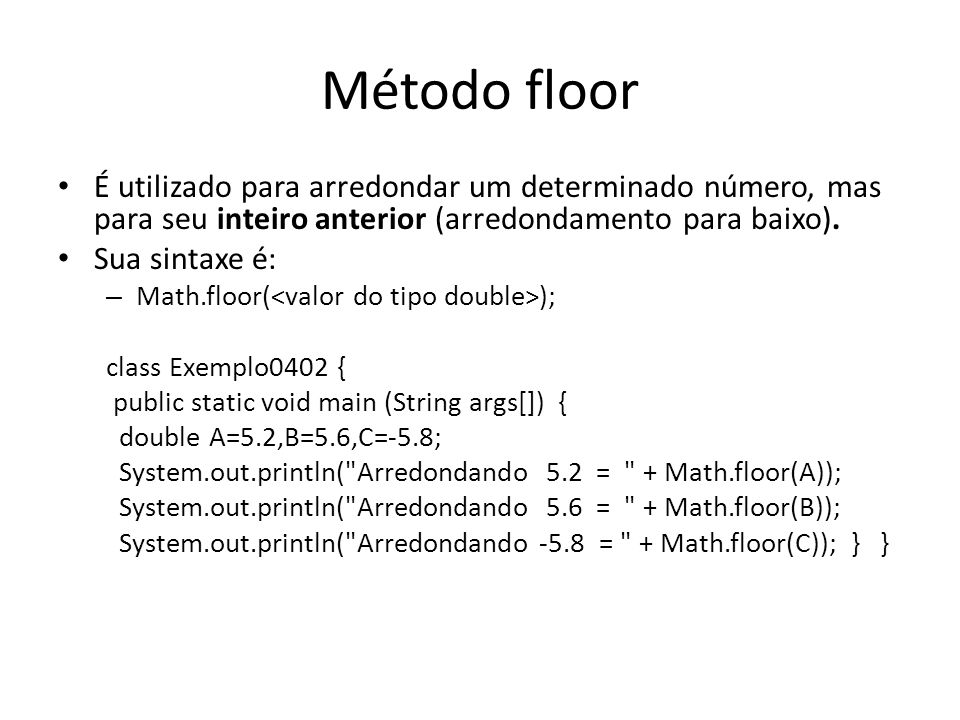 Método floor
• É utilizado para arredondar um determinado número, mas
para seu inteiro anterior (arredondamento para baixo).
• Sua sintaxe é:
– Math.floor(<valor do tipo double>);
class Exemplo0402 {
public static void main (String args[]) {
double A=5.2,B=5.6,C=-5.8;
System.out.println("Arredondando 5.2 = " + Math.floor(A));
System.out.println("Arredondando 5.6 = " + Math.floor(B));
System.out.println("Arredondando -5.8 = " + Math.floor(C)); } }